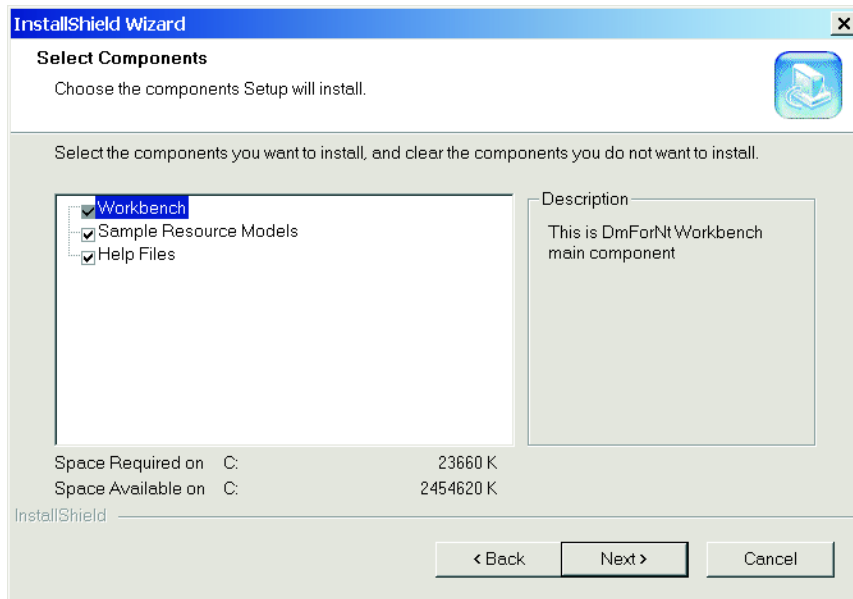 InstallShield Wizard
Select Components
Choose the components Setup will install.
Select the components you want to install, and clear the components you do not want to install.
Workbench
Sample Resource Models
Help Files
Description
This is DmForNt Workbench
main component
Space Required on C: 23660 K
Space Available on C: 2454620 K
InstallShield
< Back Next > Cancel